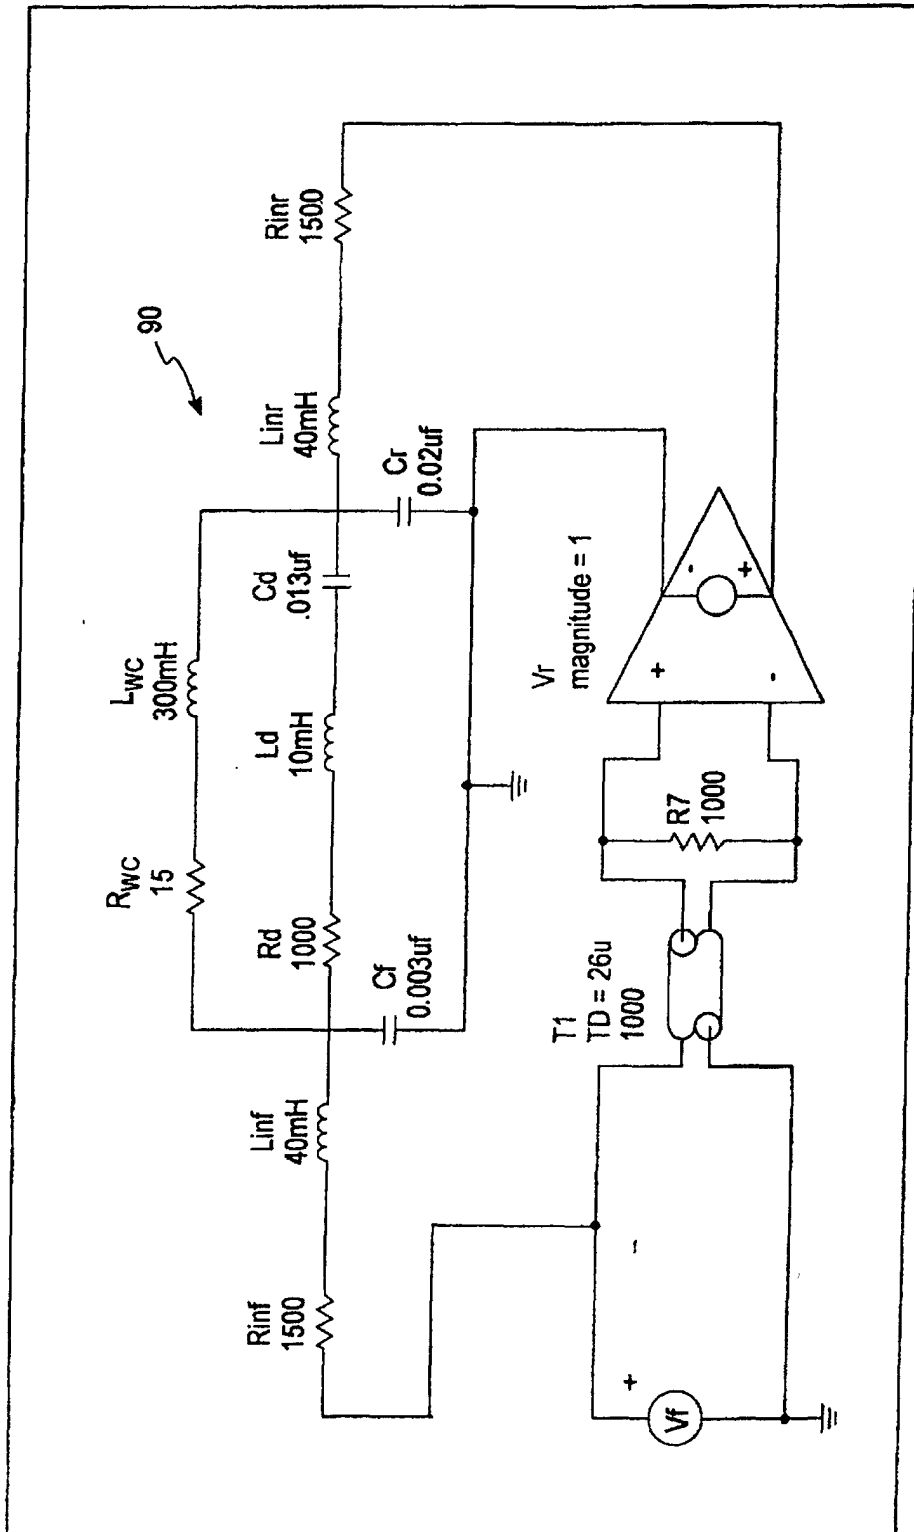 90
Rinr
1500
Linr
40mH
Cr
0.02uf
Cd
.013uf
LWC
300mH
Ld
10mH
RWC
15
Rd
1000
Cf
0.003uf
Linf
40mH
Rinf
1500
Vr
magnitude = 1
+
-
-
+
R7
1000
T1
TD = 26u
1000
-
+
Vf